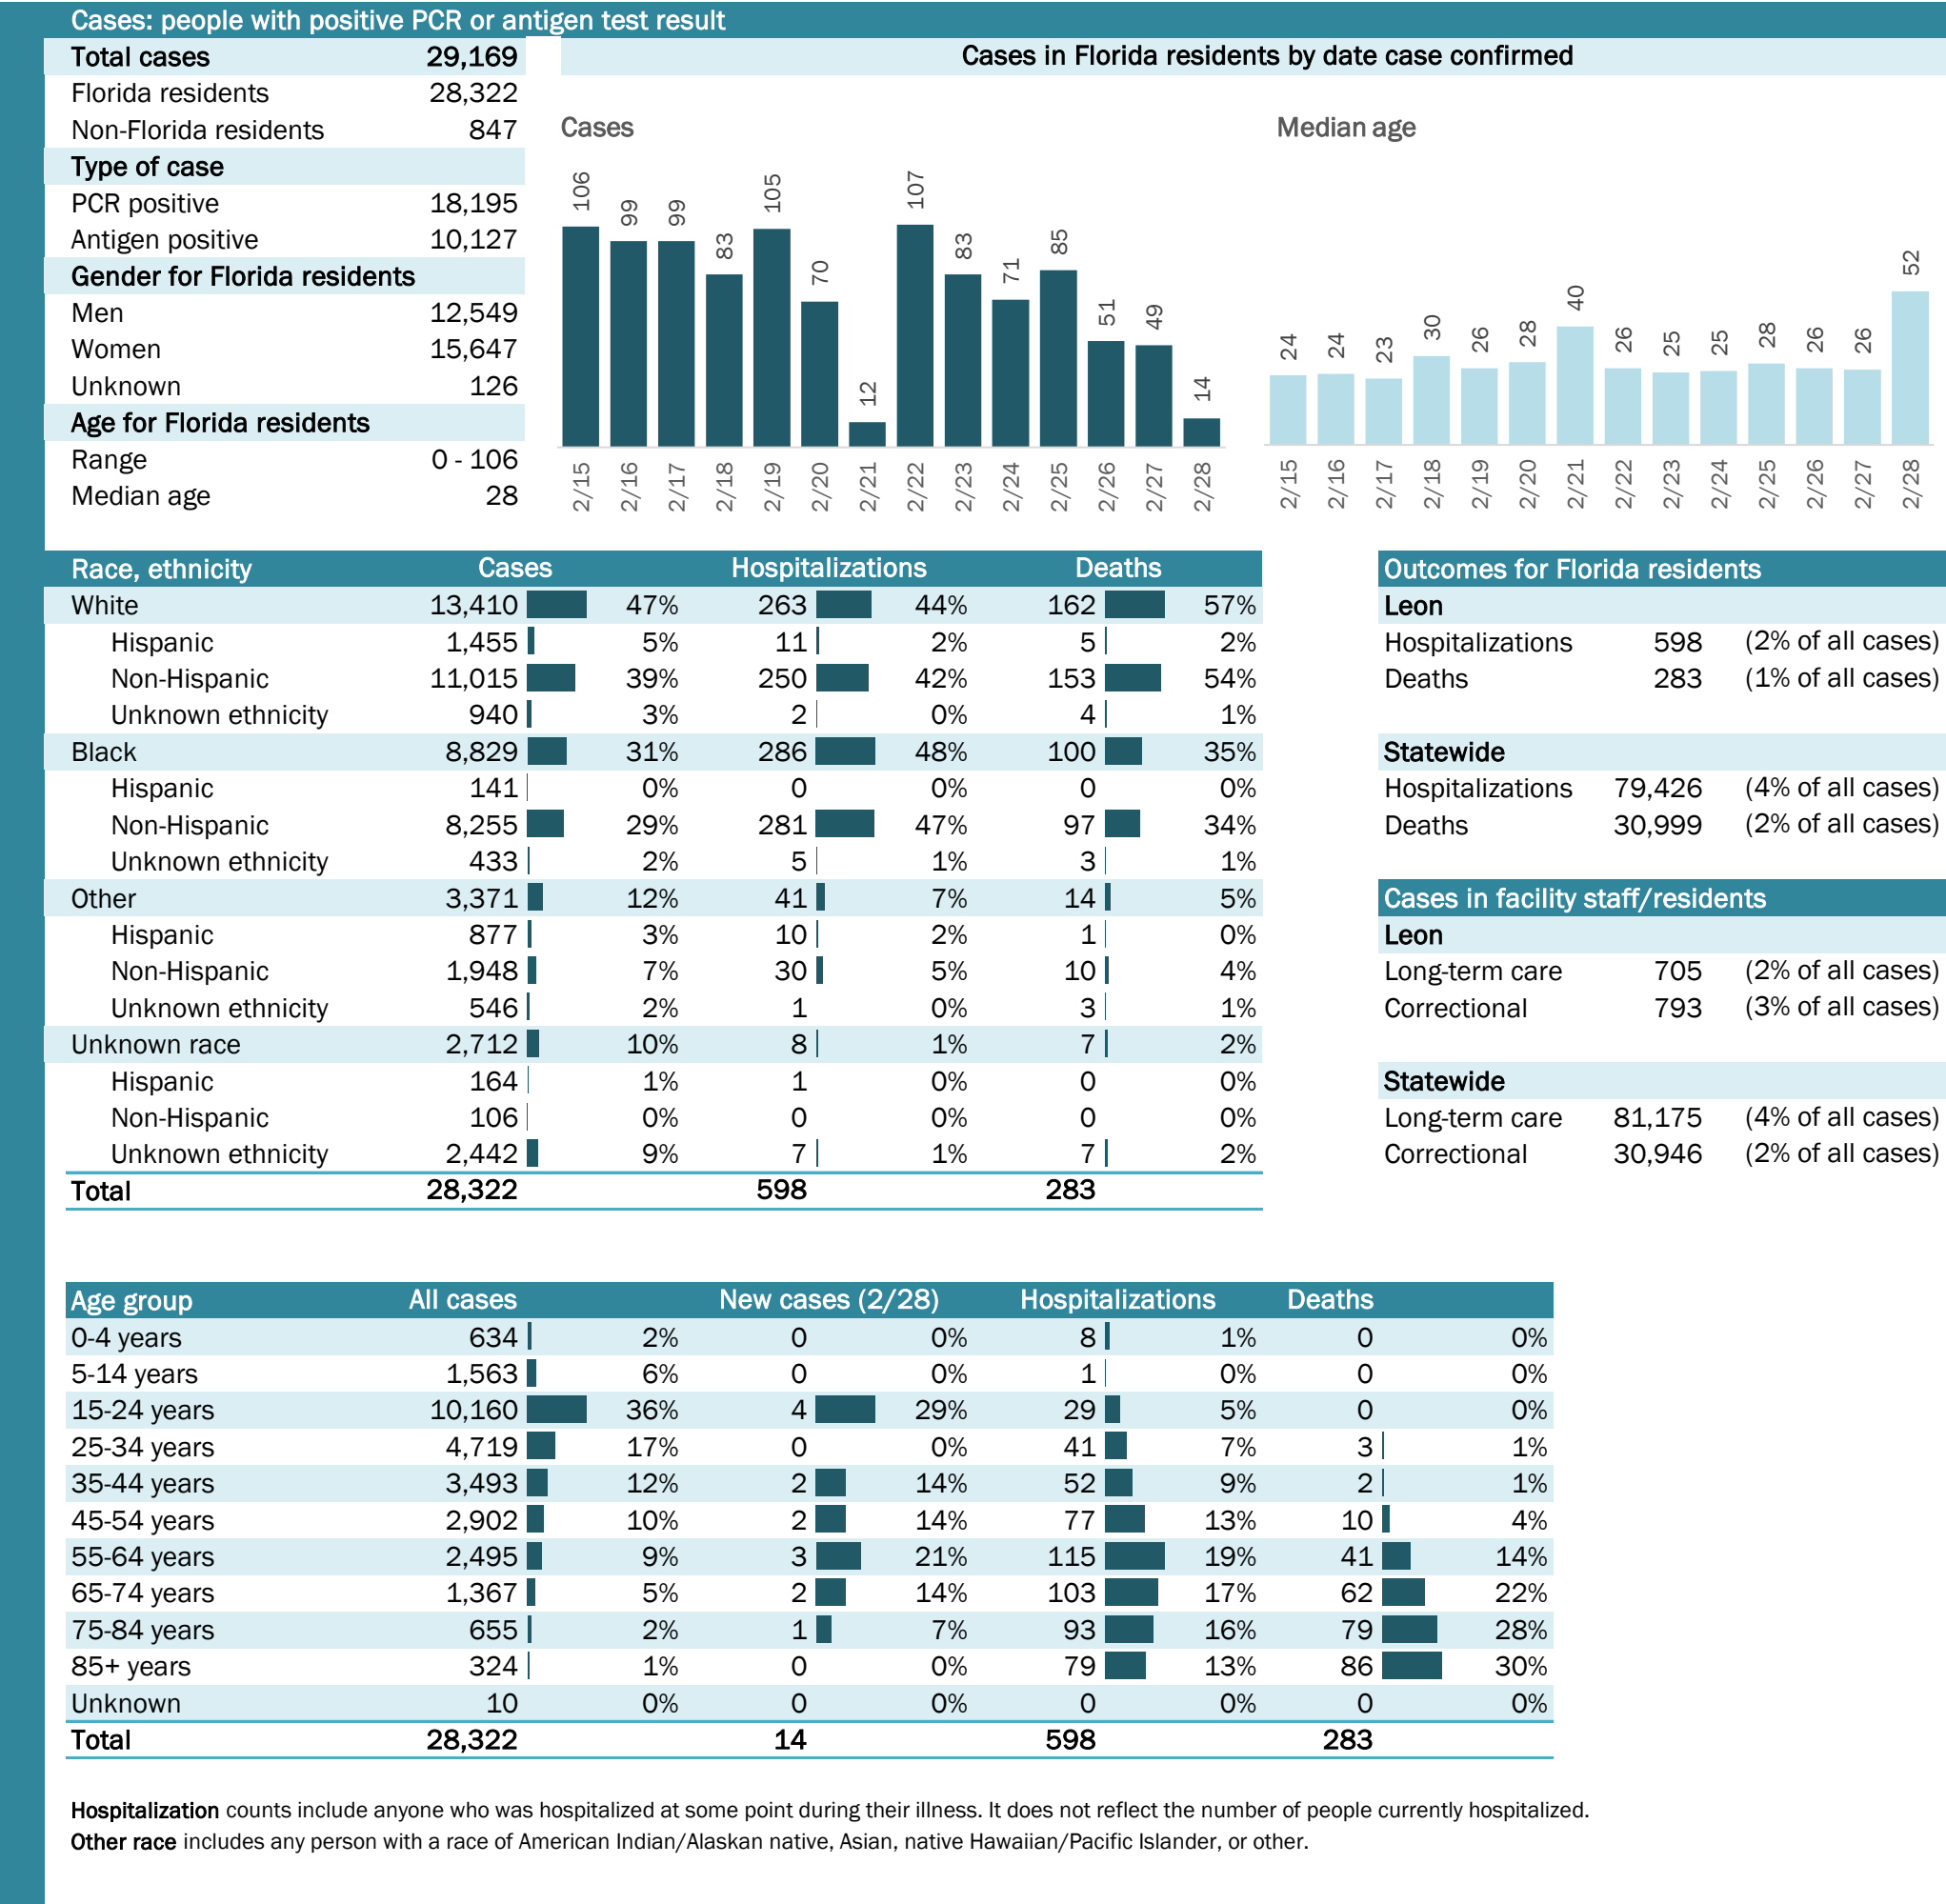 Cases: people with positive PCR or antigen test result
Total cases 29,169
Florida residents 28,322
Non-Florida residents 847
Type of case
PCR positive 18,195
Antigen positive 10,127
Gender for Florida residents
Men 12,549
Women 15,647
Unknown 126
Age for Florida residents
Range 0 - 106
Median age 28
Cases in Florida residents by date case confirmed
Cases
106 99 99 83 105 70 12 107 83 71 85 51 49 14
2/15 2/16 2/17 2/18 2/19 2/20 2/21 2/22 2/23 2/24 2/25 2/26 2/27 2/28
Median age
24 24 23 30 26 28 40 26 25 25 28 26 26 52
2/15 2/16 2/17 2/18 2/19 2/20 2/21 2/22 2/23 2/24 2/25 2/26 2/27 2/28
Race, ethnicity Cases Hospitalizations Deaths
White 13,410 47% 263 44% 162 57%
Hispanic 1,455 5% 11 2% 5 2%
Non-Hispanic 11,015 39% 250 42% 153 54%
Unknown ethnicity 940 3% 2 0% 4 1%
Black 8,829 31% 286 48% 100 35%
Hispanic 141 0% 0 0% 0 0%
Non-Hispanic 8,255 29% 281 47% 97 34%
Unknown ethnicity 433 2% 5 1% 3 1%
Other 3,371 12% 41 7% 14 5%
Hispanic 877 3% 10 2% 1 0%
Non-Hispanic 1,948 7% 30 5% 10 4%
Unknown ethnicity 546 2% 1 0% 3 1%
Unknown race 2,712 10% 8 1% 7 2%
Hispanic 164 1% 1 0% 0 0%
Non-Hispanic 106 0% 0 0% 0 0%
Unknown ethnicity 2,442 9% 7 1% 7 2%
Total 28,322 598 283
Outcomes for Florida residents
Leon
Hospitalizations 598 (2% of all cases)
Deaths 283 (1% of all cases)
Statewide
Hospitalizations 79,426 (4% of all cases)
Deaths 30,999 (2% of all cases)
Cases in facility staff/residents
Leon
Long-term care 705 (2% of all cases)
Correctional 793 (3% of all cases)
Statewide
Long-term care 81,175 (4% of all cases)
Correctional 30,946 (2% of all cases)
Age group All cases New cases (2/28) Hospitalizations Deaths
0-4 years 634 2% 0 0% 8 1% 0 0%
5-14 years 1,563 6% 0 0% 1 0% 0 0%
15-24 years 10,160 36% 4 29% 29 5% 0 0%
25-34 years 4,719 17% 0 0% 41 7% 3 1%
35-44 years 3,493 12% 2 14% 52 9% 2 1%
45-54 years 2,902 10% 2 14% 77 13% 10 4%
55-64 years 2,495 9% 3 21% 115 19% 41 14%
65-74 years 1,367 5% 2 14% 103 17% 62 22%
75-84 years 655 2% 1 7% 93 16% 79 28%
85+ years 324 1% 0 0% 79 13% 86 30%
Unknown 10 0% 0 0% 0 0% 0 0%
Total 28,322 14 598 283
Hospitalization counts include anyone who was hospitalized at some point during their illness. It does not reflect the number of people currently hospitalized.
Other race includes any person with a race of American Indian/Alaskan native, Asian, native Hawaiian/Pacific Islander, or other.